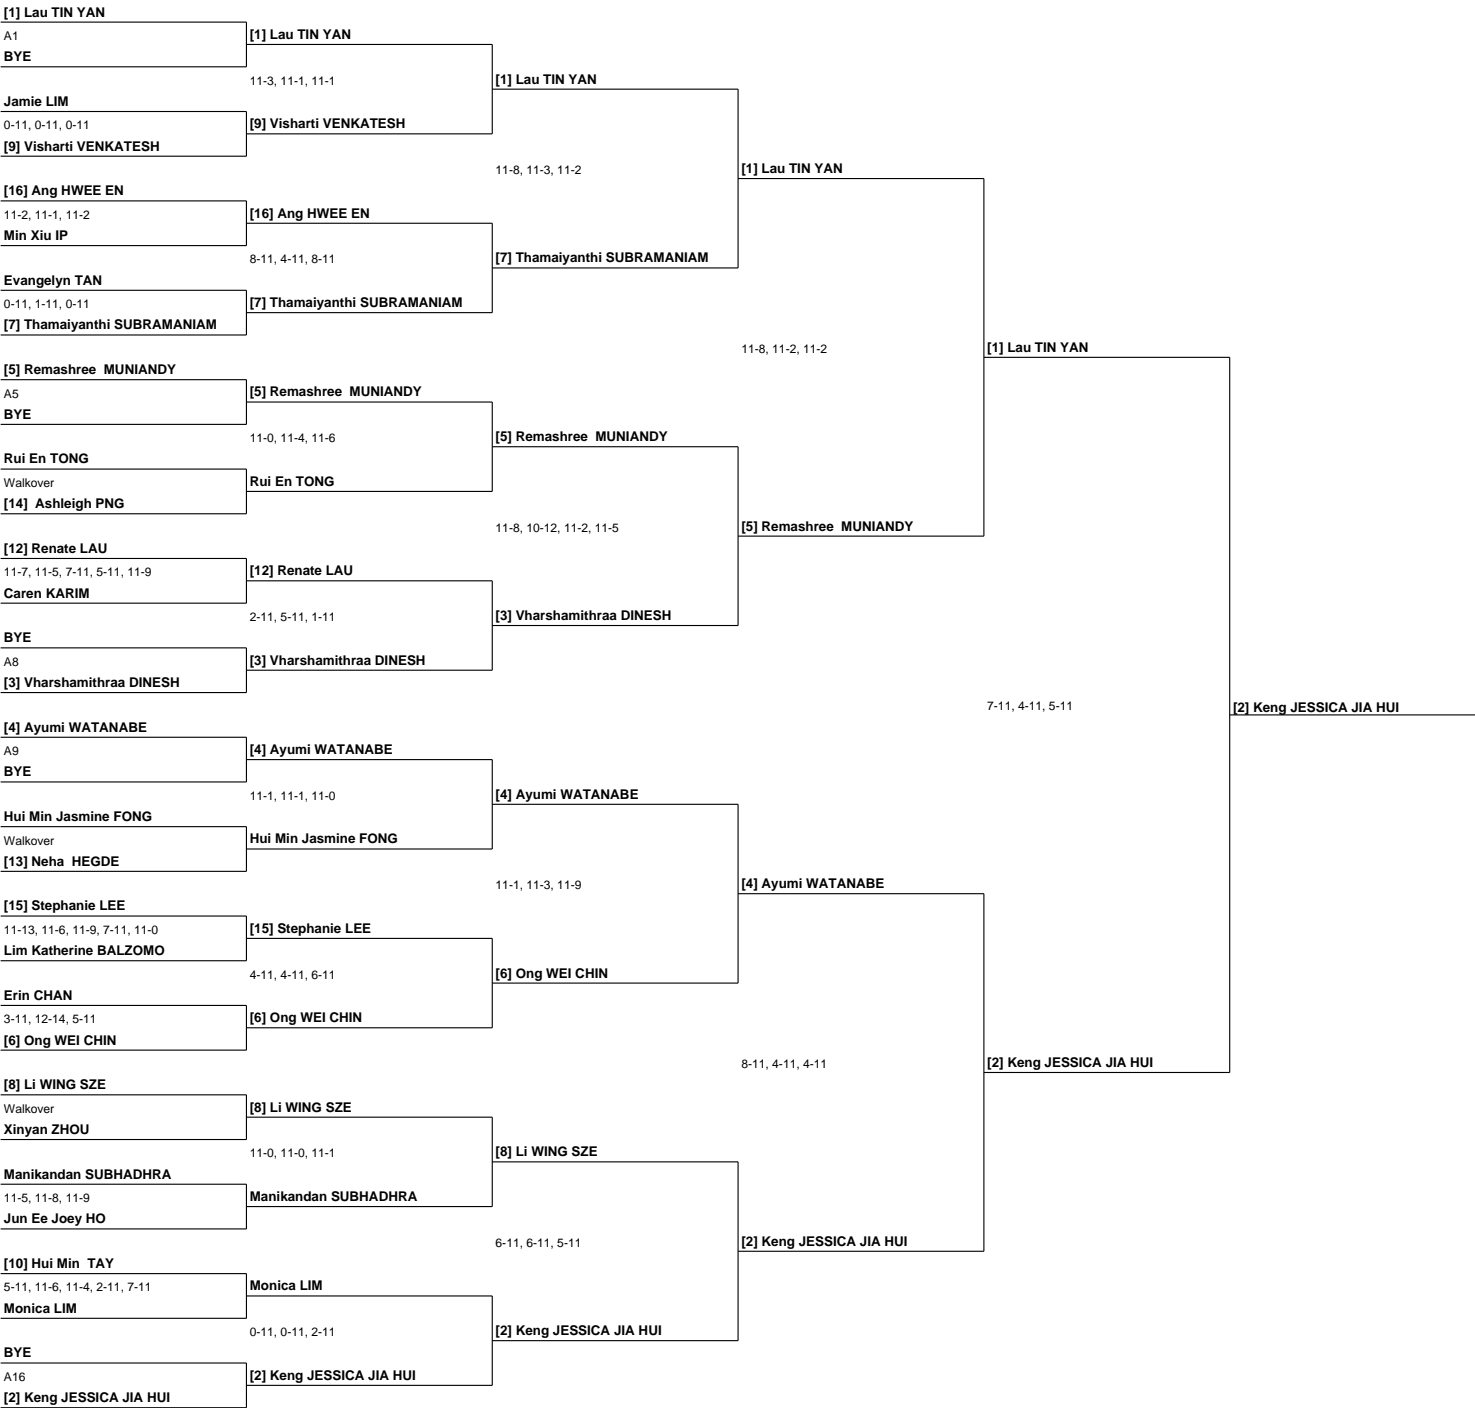 [1] Lau TIN YAN
A1
BYE
Jamie LIM
0-11, 0-11, 0-11
[9] Visharti VENKATESH
[16] Ang HWEE EN
11-2, 11-1, 11-2
Min Xiu IP
Evangelyn TAN
0-11, 1-11, 0-11
[7] Thamaiyanthi SUBRAMANIAM
[5] Remashree  MUNIANDY
A5
BYE
Rui En TONG
Walkover
[14]  Ashleigh PNG
[12] Renate LAU
11-7, 11-5, 7-11, 5-11, 11-9
Caren KARIM
BYE
A8
[3] Vharshamithraa DINESH
[4] Ayumi WATANABE
A9
BYE
Hui Min Jasmine FONG
Walkover
[13] Neha  HEGDE
[15] Stephanie LEE
11-13, 11-6, 11-9, 7-11, 11-0
Lim Katherine BALZOMO
Erin CHAN
3-11, 12-14, 5-11
[6] Ong WEI CHIN
[8] Li WING SZE
Walkover
Xinyan ZHOU
Manikandan SUBHADHRA
11-5, 11-8, 11-9
Jun Ee Joey HO
[10] Hui Min  TAY
5-11, 11-6, 11-4, 2-11, 7-11
Monica LIM
BYE
A16
[2] Keng JESSICA JIA HUI
[1] Lau TIN YAN
11-3, 11-1, 11-1
[9] Visharti VENKATESH
[16] Ang HWEE EN
8-11, 4-11, 8-11
[7] Thamaiyanthi SUBRAMANIAM
[5] Remashree  MUNIANDY
11-0, 11-4, 11-6
Rui En TONG
[12] Renate LAU
2-11, 5-11, 1-11
[3] Vharshamithraa DINESH
[4] Ayumi WATANABE
11-1, 11-1, 11-0
Hui Min Jasmine FONG
[15] Stephanie LEE
4-11, 4-11, 6-11
[6] Ong WEI CHIN
[8] Li WING SZE
11-0, 11-0, 11-1
Manikandan SUBHADHRA
Monica LIM
0-11, 0-11, 2-11
[2] Keng JESSICA JIA HUI
[1] Lau TIN YAN
11-8, 11-3, 11-2
[7] Thamaiyanthi SUBRAMANIAM
[5] Remashree  MUNIANDY
11-8, 10-12, 11-2, 11-5
[3] Vharshamithraa DINESH
[4] Ayumi WATANABE
11-1, 11-3, 11-9
[6] Ong WEI CHIN
[8] Li WING SZE
6-11, 6-11, 5-11
[2] Keng JESSICA JIA HUI
[1] Lau TIN YAN
11-8, 11-2, 11-2
[5] Remashree  MUNIANDY
[4] Ayumi WATANABE
8-11, 4-11, 4-11
[2] Keng JESSICA JIA HUI
[1] Lau TIN YAN
7-11, 4-11, 5-11
[2] Keng JESSICA JIA HUI
[2] Keng JESSICA JIA HUI